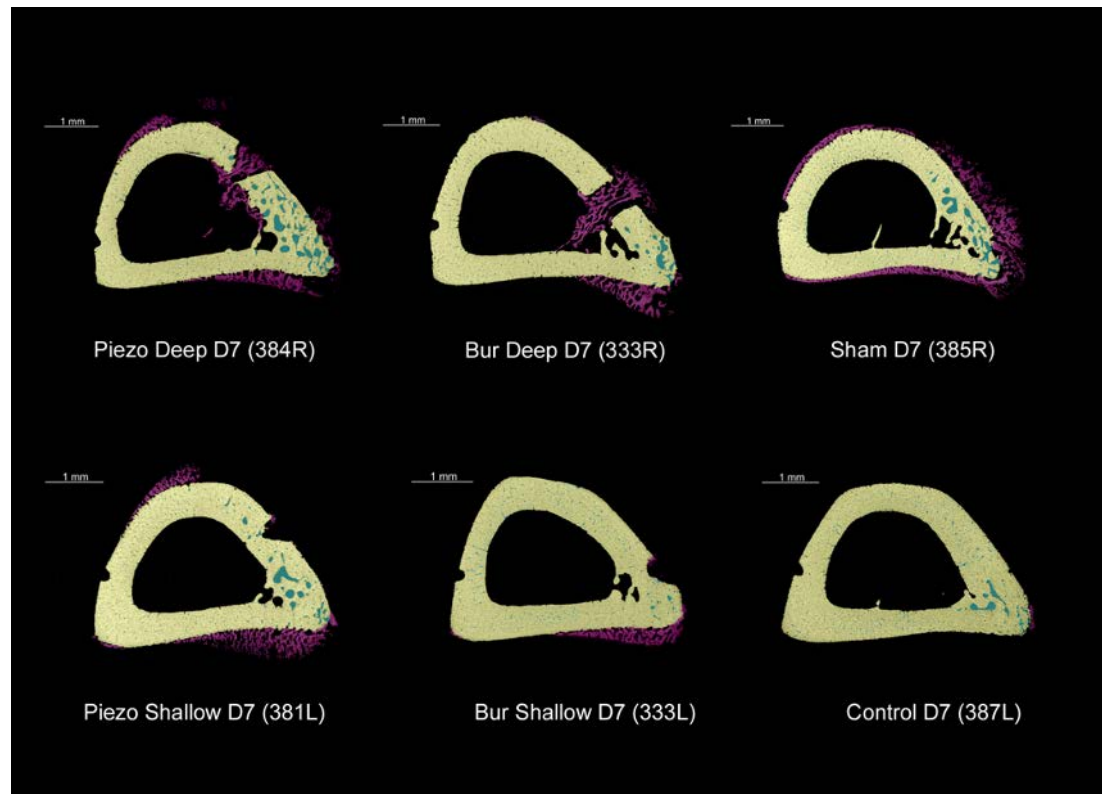 1 mm
1 mm
1 mm
Piezo Deep D7 (384R)
Bur Deep D7 (333R)
Sham D7 (385R)
1 mm
1 mm
1 mm
Piezo Shallow D7 (381L)
Bur Shallow D7 (333L)
Control D7 (387L)